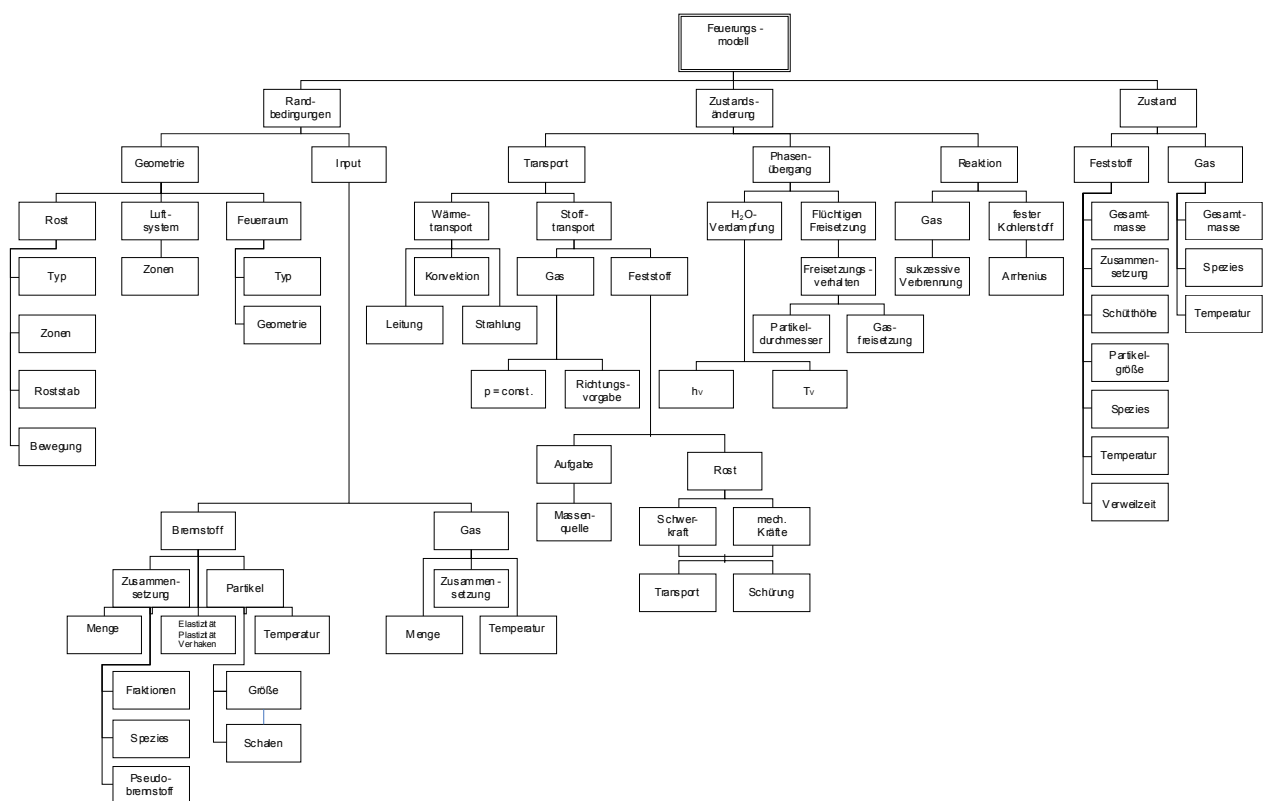 Feuerungs-
modell
Rand-
bedingungen
Zustands-
änderung
Zustand
Geometrie
Input
Transport
Phasen-
übergang
Reaktion
Feststoff
Gas
Rost
Luft-
system
Feuerraum
Wärme-
transport
Stoff-
transport
H₂O-
Verdampfung
Flüchtigen
Freisetzung
Gas
fester
Kohlenstoff
Gesamt-
masse
Gesamt-
masse
Typ
Zonen
Typ
Konvektion
Gas
Feststoff
Freisetzungs-
verhalten
sukzessive
Verbrennung
Arrhenius
Zusammen-
setzung
Spezies
Zonen
Geometrie
Leitung
Strahlung
Partikel-
durchmesser
Gas-
freisetzung
Schütthöhe
Temperatur
Roststab
p = const.
Richtungs-
vorgabe
hv
Tv
Partikel-
größe
Spezies
Bewegung
Aufgabe
Rost
Temperatur
Verweilzeit
Brennstoff
Gas
Massen-
quelle
Schwer-
kraft
mech.
Kräfte
Zusammen-
setzung
Partikel
Zusammen-
setzung
Transport
Schürung
Menge
Elastiztät
Plastiztät
Verhaken
Temperatur
Menge
Temperatur
Fraktionen
Größe
Spezies
Schalen
Pseudo-
brennstoff